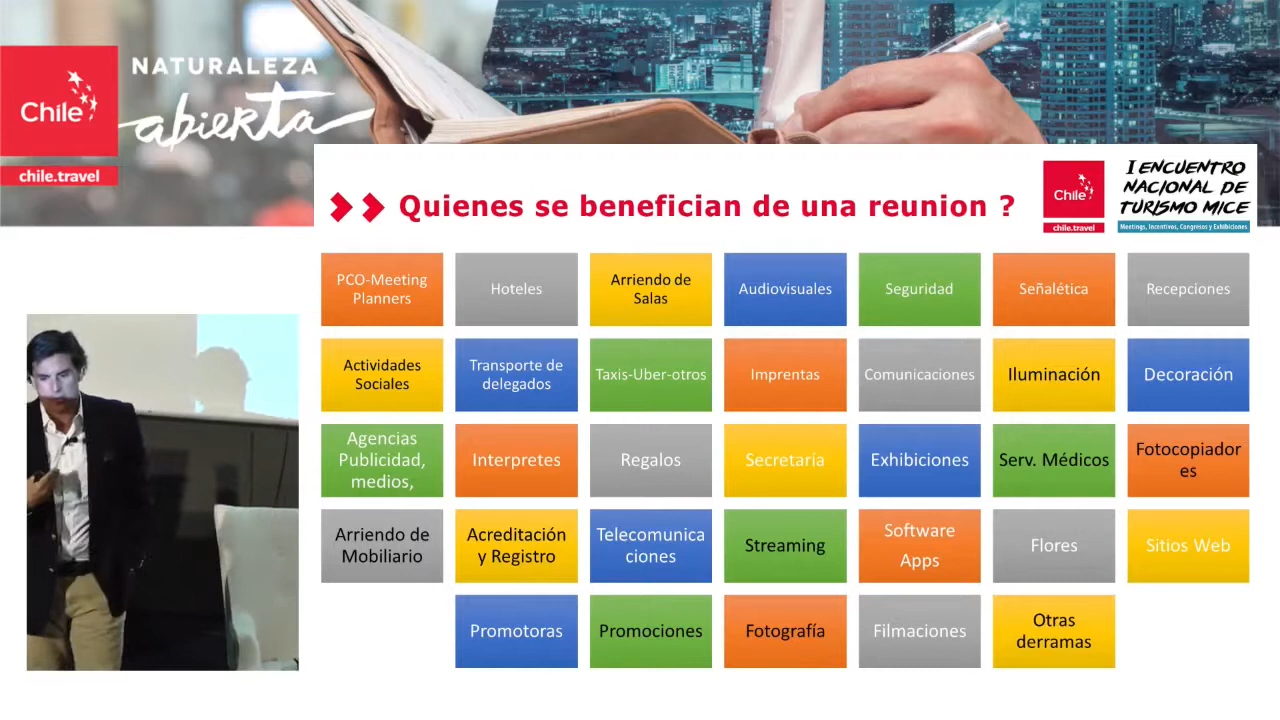 NATURALEZA
abierta
Chile
chile.travel
Quienes se benefician de una reunion ?
Chile
chile.travel
I ENCUENTRO
NACIONAL DE
TURISMO MICE
Meetings, Incentivos, Congresos y Exhibiciones
PCO-Meeting
Planners
Hoteles
Arriendo de
Salas
Audiovisuales
Seguridad
Señalética
Recepciones
Actividades
Sociales
Transporte de
delegados
Taxis-Uber-otros
Imprentas
Comunicaciones
Iluminación
Decoración
Agencias
Publicidad,
medios,
Interpretes
Regalos
Secretaría
Exhibiciones
Serv. Médicos
Fotocopiador
es
Arriendo de
Mobiliario
Acreditación
y Registro
Telecomunica
ciones
Streaming
Software
Apps
Flores
Sitios Web
Promotoras
Promociones
Fotografía
Filmaciones
Otras
derramas